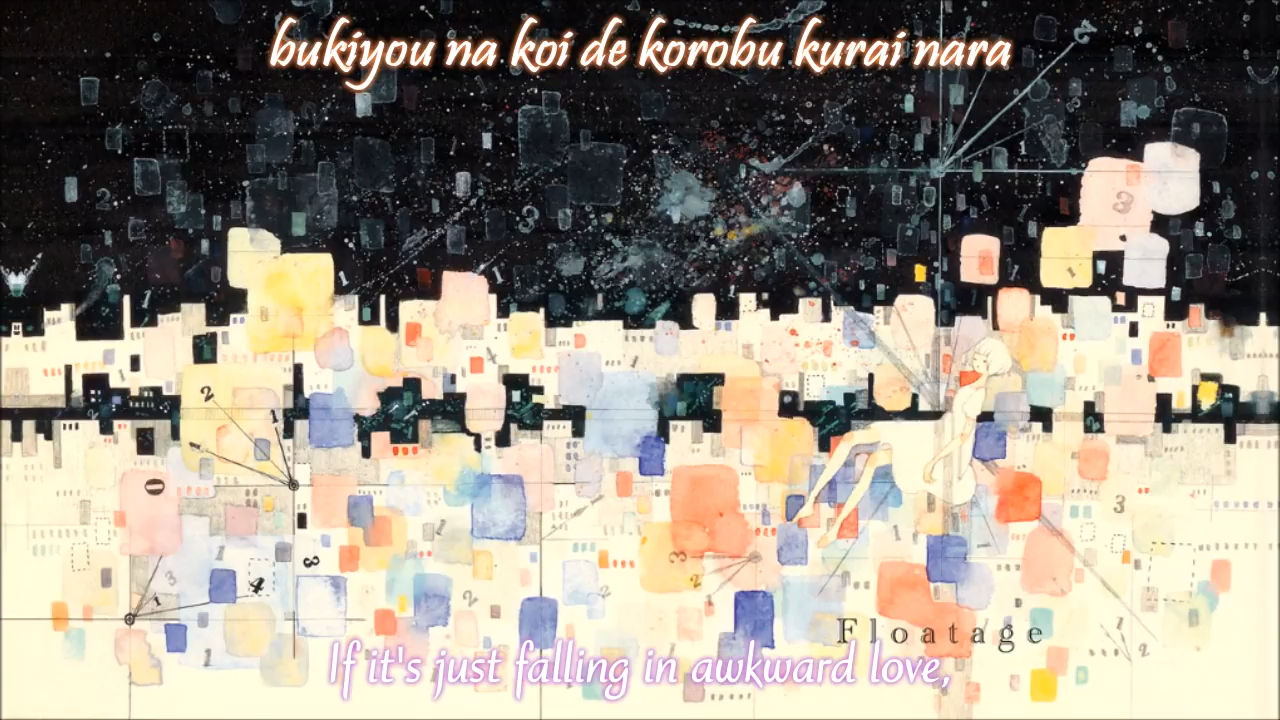 bukiyou na koi de korobu kurai nara
Floatage
If it's just falling in awkward love,